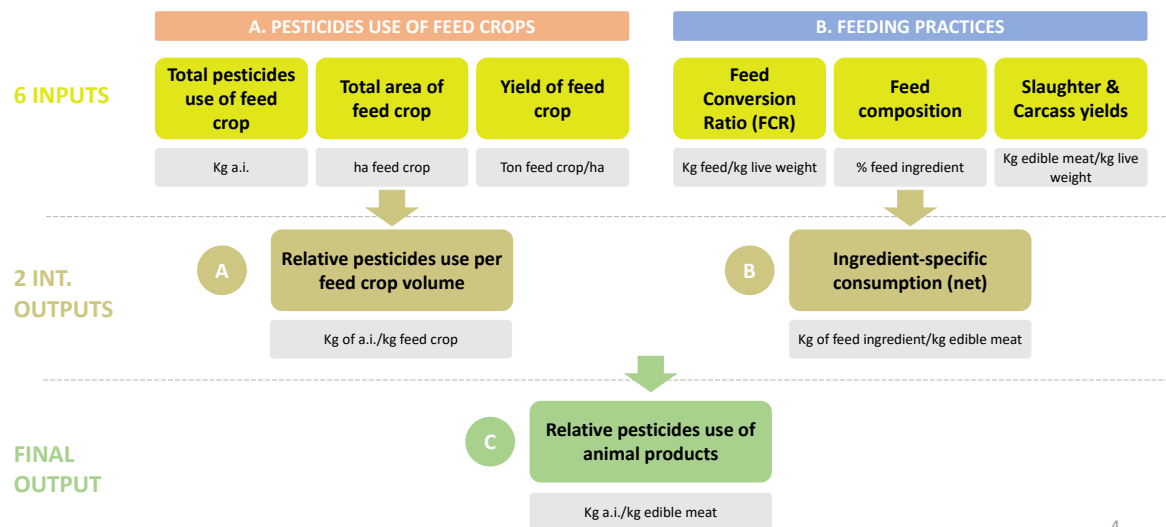 A. PESTICIDES USE OF FEED CROPS
B. FEEDING PRACTICES
6 INPUTS
Total pesticides
use of feed
crop
Total area of
feed crop
Yield of feed
crop
Feed
Conversion
Ratio (FCR)
Feed
composition
Slaughter &
Carcass yields
Kg a.i.
ha feed crop
Ton feed crop/ha
Kg feed/kg live weight
% feed ingredient
Kg edible meat/kg live
weight
2 INT.
OUTPUTS
A
Relative pesticides use per
feed crop volume
B
Ingredient-specific
consumption (net)
Kg of a.i./kg feed crop
Kg of feed ingredient/kg edible meat
FINAL
OUTPUT
C
Relative pesticides use of
animal products
Kg a.i./kg edible meat
4